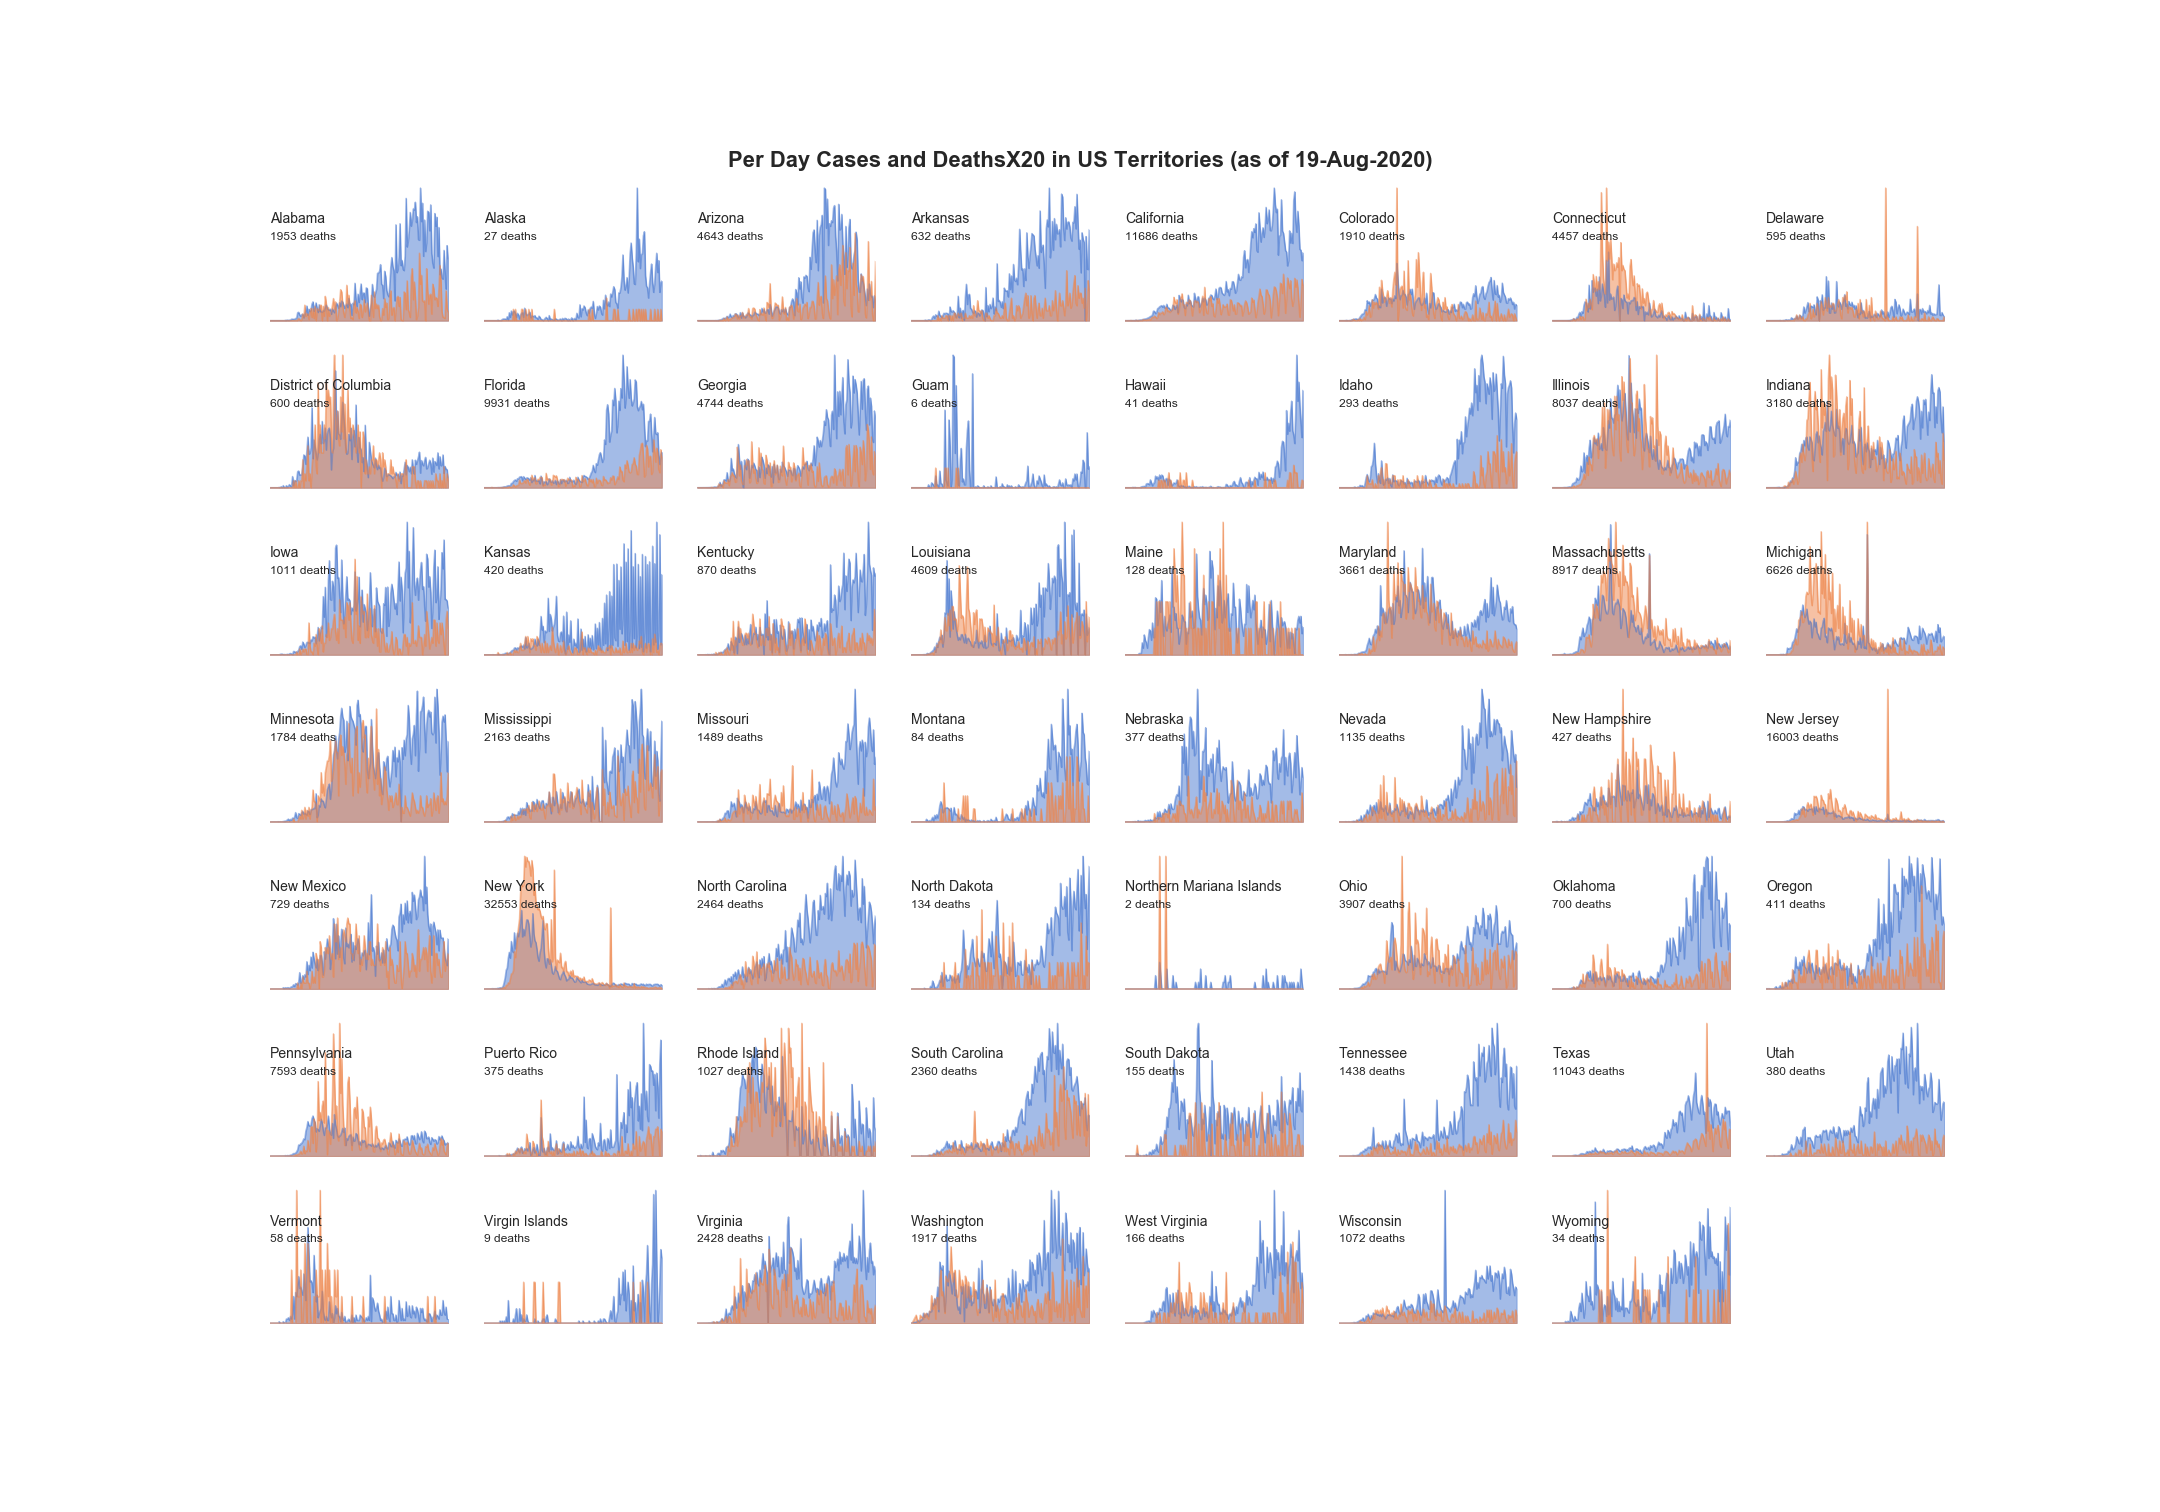 Per Day Cases and DeathsX20 in US Territories (as of 19-Aug-2020)
Alabama
1953 deaths
Alaska
27 deaths
Arizona
4643 deaths
Arkansas
632 deaths
California
11686 deaths
Colorado
1910 deaths
Connecticut
4457 deaths
Delaware
595 deaths
District of Columbia
600 deaths
Florida
9931 deaths
Georgia
4744 deaths
Guam
6 deaths
Hawaii
41 deaths
Idaho
293 deaths
Illinois
8037 deaths
Indiana
3180 deaths
Iowa
1011 deaths
Kansas
420 deaths
Kentucky
870 deaths
Louisiana
4609 deaths
Maine
128 deaths
Maryland
3661 deaths
Massachusetts
8917 deaths
Michigan
6626 deaths
Minnesota
1784 deaths
Mississippi
2163 deaths
Missouri
1489 deaths
Montana
84 deaths
Nebraska
377 deaths
Nevada
1135 deaths
New Hampshire
427 deaths
New Jersey
16003 deaths
New Mexico
729 deaths
New York
32553 deaths
North Carolina
2464 deaths
North Dakota
134 deaths
Northern Mariana Islands
2 deaths
Ohio
3907 deaths
Oklahoma
700 deaths
Oregon
411 deaths
Pennsylvania
7593 deaths
Puerto Rico
375 deaths
Rhode Island
1027 deaths
South Carolina
2360 deaths
South Dakota
155 deaths
Tennessee
1438 deaths
Texas
11043 deaths
Utah
380 deaths
Vermont
58 deaths
Virgin Islands
9 deaths
Virginia
2428 deaths
Washington
1917 deaths
West Virginia
166 deaths
Wisconsin
1072 deaths
Wyoming
34 deaths